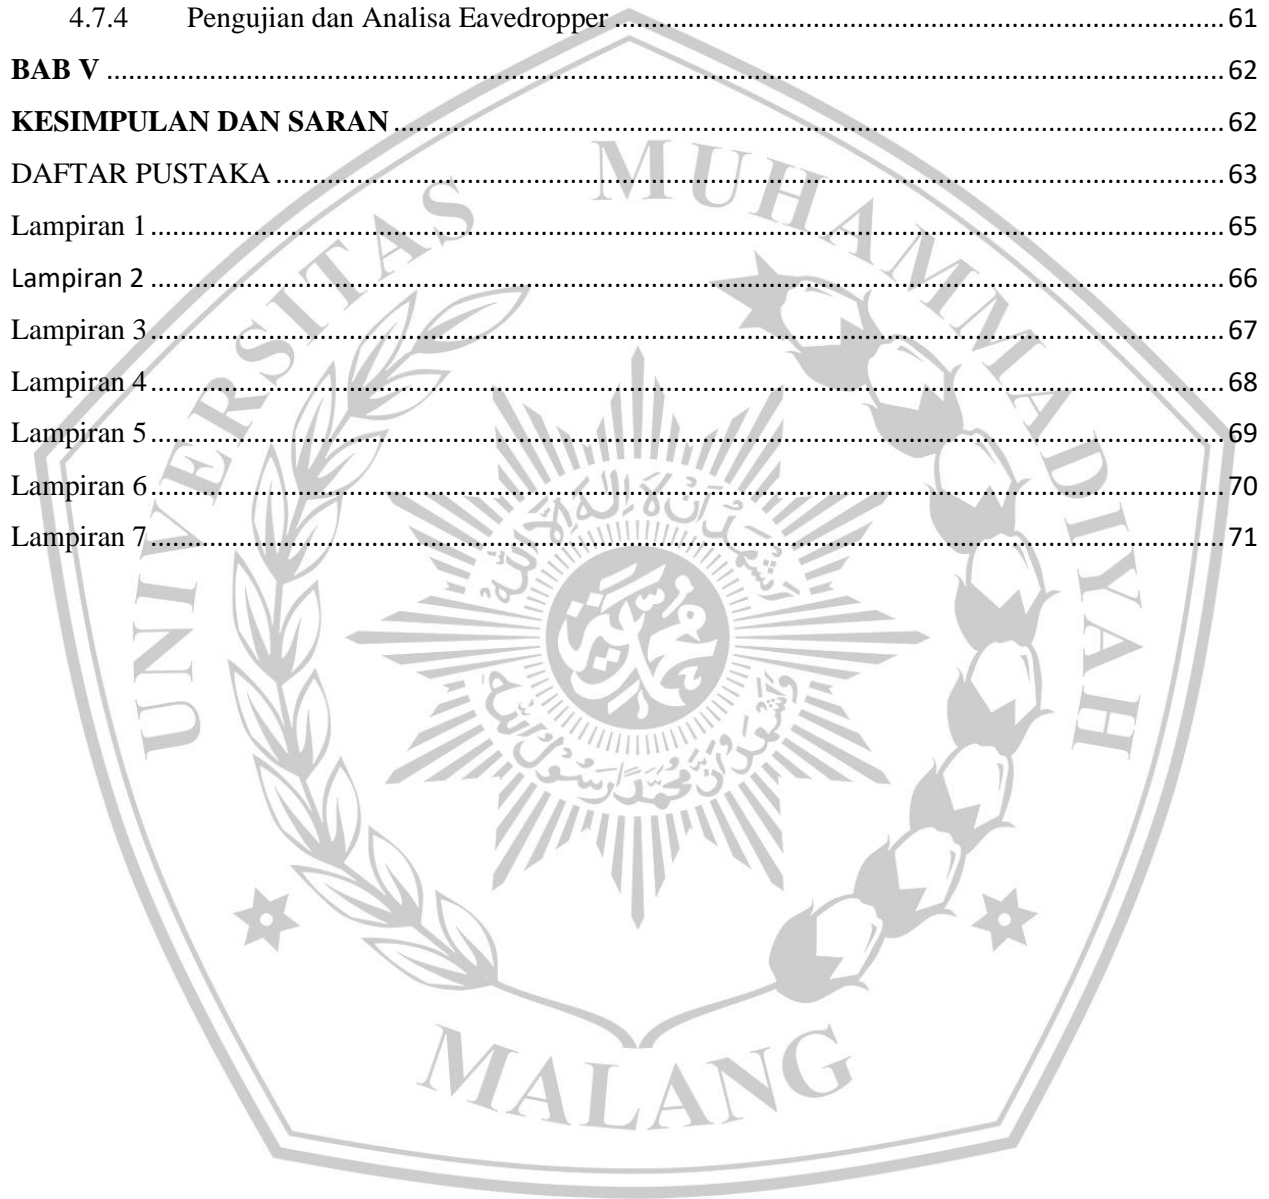 4.7.4 Pengujian dan Analisa Eavedropper ........ 61
BAB V ........ 62
KESIMPULAN DAN SARAN ........ 62
DAFTAR PUSTAKA ........ 63
Lampiran 1 ........ 65
Lampiran 2 ........ 66
Lampiran 3 ........ 67
Lampiran 4 ........ 68
Lampiran 5 ........ 69
Lampiran 6 ........ 70
Lampiran 7 ........ 71
UNIVERSITAS MUHAMMADIYAH
MALANG